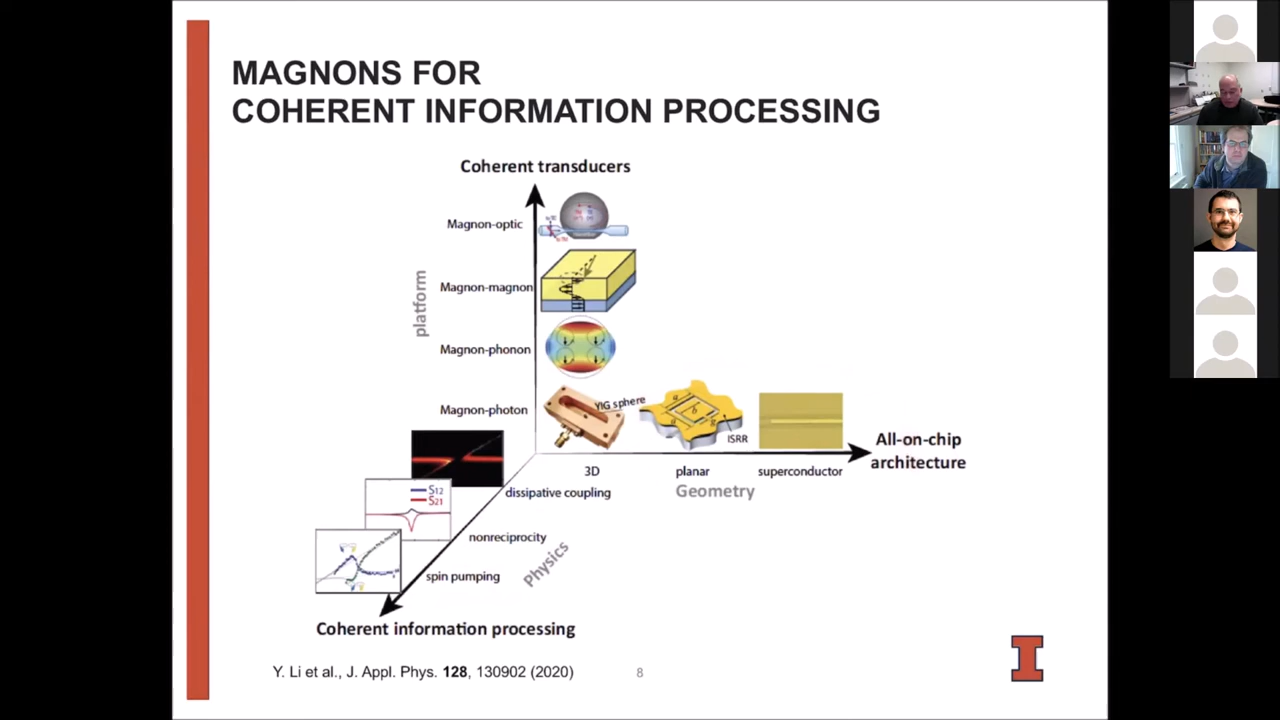 MAGNONS FOR
COHERENT INFORMATION PROCESSING
Coherent transducers
Magnon-optic
Magnon-magnon
Magnon-phonon
Magnon-photon
platform
YIG sphere
ISRR
All-on-chip
architecture
3D
planar
superconductor
Geometry
dissipative coupling
S12
S21
nonreciprocity
spin pumping
Physics
Coherent information processing
Y. Li et al., J. Appl. Phys. 128, 130902 (2020)
8
I